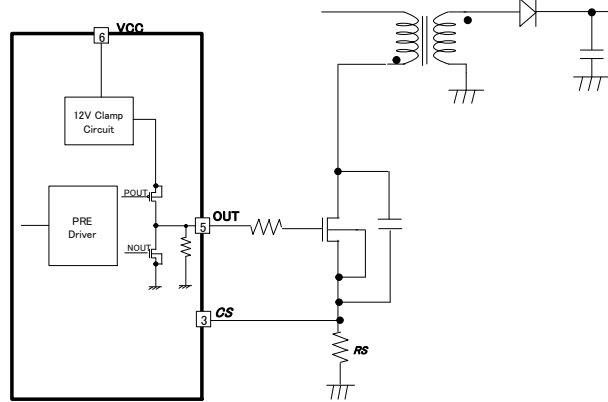 6
VCC
12V Clamp
Circuit
POUT
PRE
Driver
NOUT
5
OUT
3
CS
RS